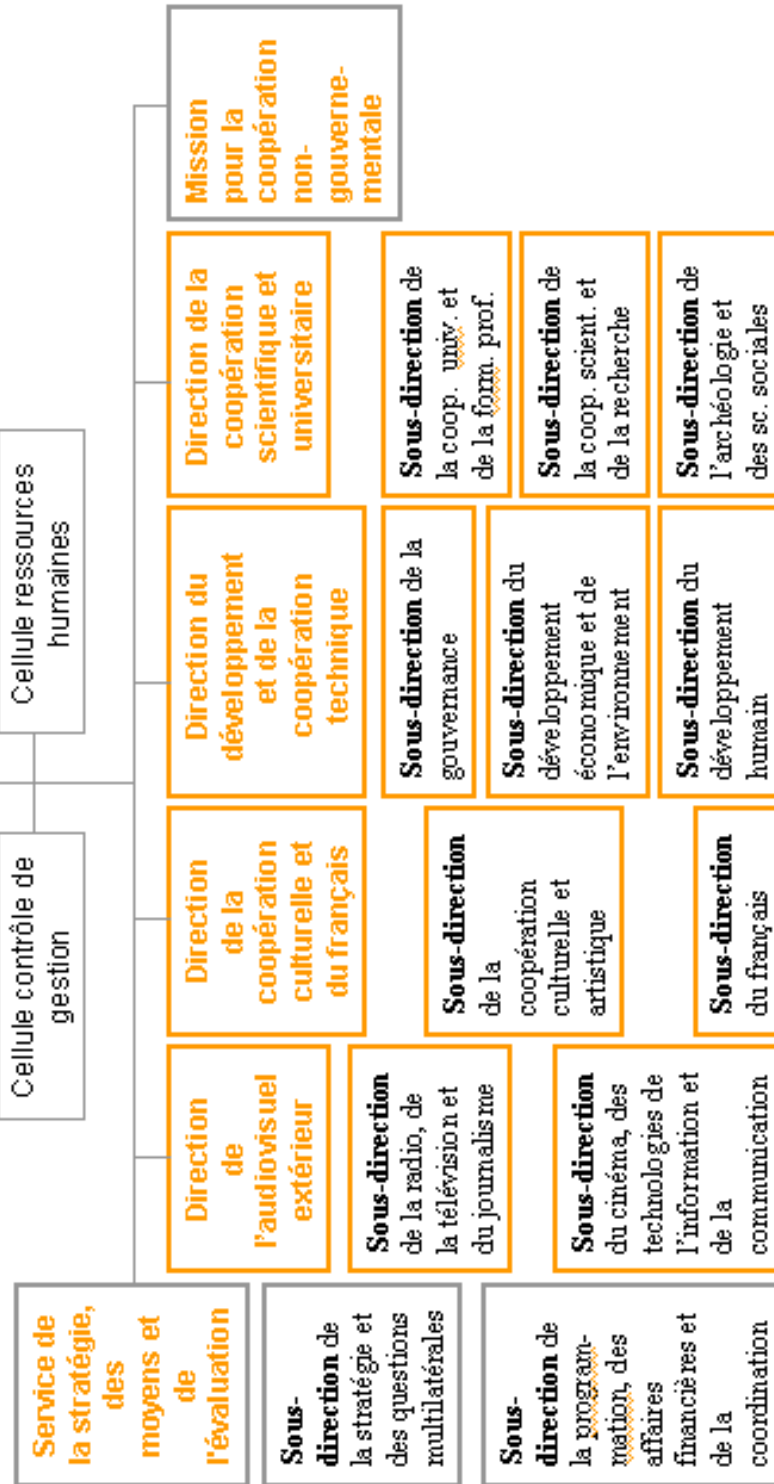 Cellule contrôle de
gestion
Cellule ressources
humaines
Service de
la stratégie,
des
moyens et
de
l'évaluation
Sous-
direction de
la stratégie et
des questions
multilatérales
Sous-
direction de
la program-
mation, des
affaires
financières et
de la
coordination
Direction
de
l'audiovisuel
extérieur
Sous-direction
de la radio, de
la télévision et
du journalisme
Sous-direction
du cinéma, des
technologies de
l'information et
de la
communication
Direction
de la
coopération
culturelle et
du français
Sous-direction
de la
coopération
culturelle et
artistique
Sous-direction
du français
Direction du
développement
et de la
coopération
technique
Sous-direction de la
gouvernance
Sous-direction du
développement
économique et de
l'environnement
Sous-direction du
développement
humain
Direction de la
coopération
scientifique et
universitaire
Sous-direction de
la coop. univ. et
de la form. prof.
Sous-direction de
la coop. scient. et
de la recherche
Sous-direction de
l'archéologie et
des sc. sociales
Mission
pour la
coopération
non-
gouverne-
mentale